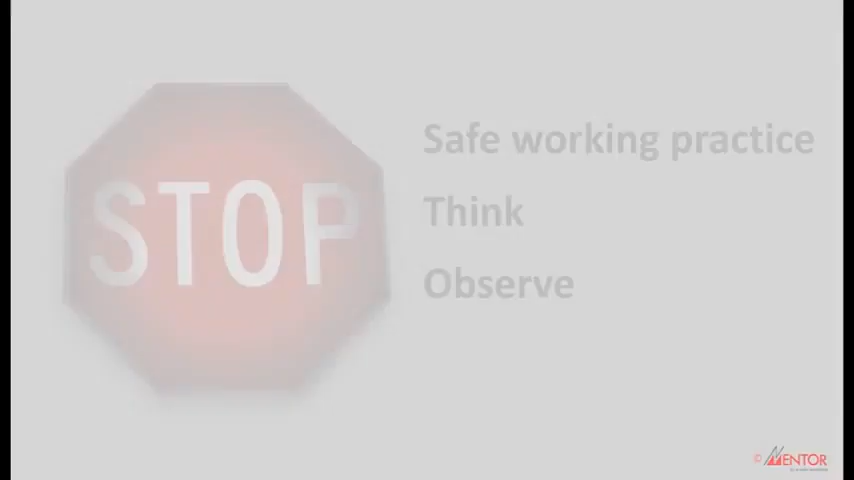 STOP
Safe working practice
Think
Observe
© MENTOR